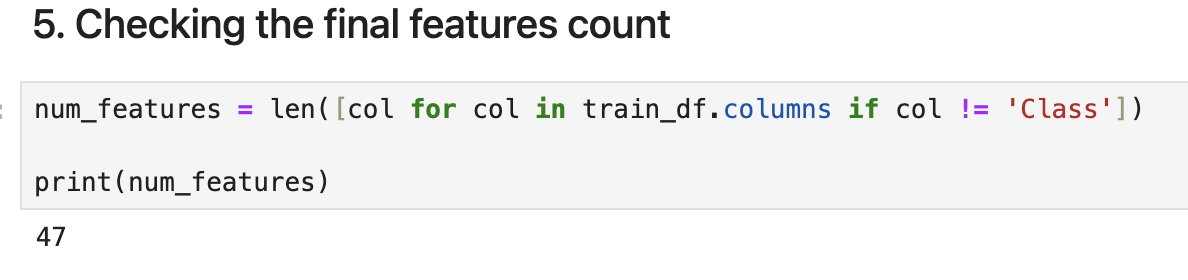 5. Checking the final features count
num_features = len([col for col in train_df.columns if col != 'Class'])
print(num_features)
47